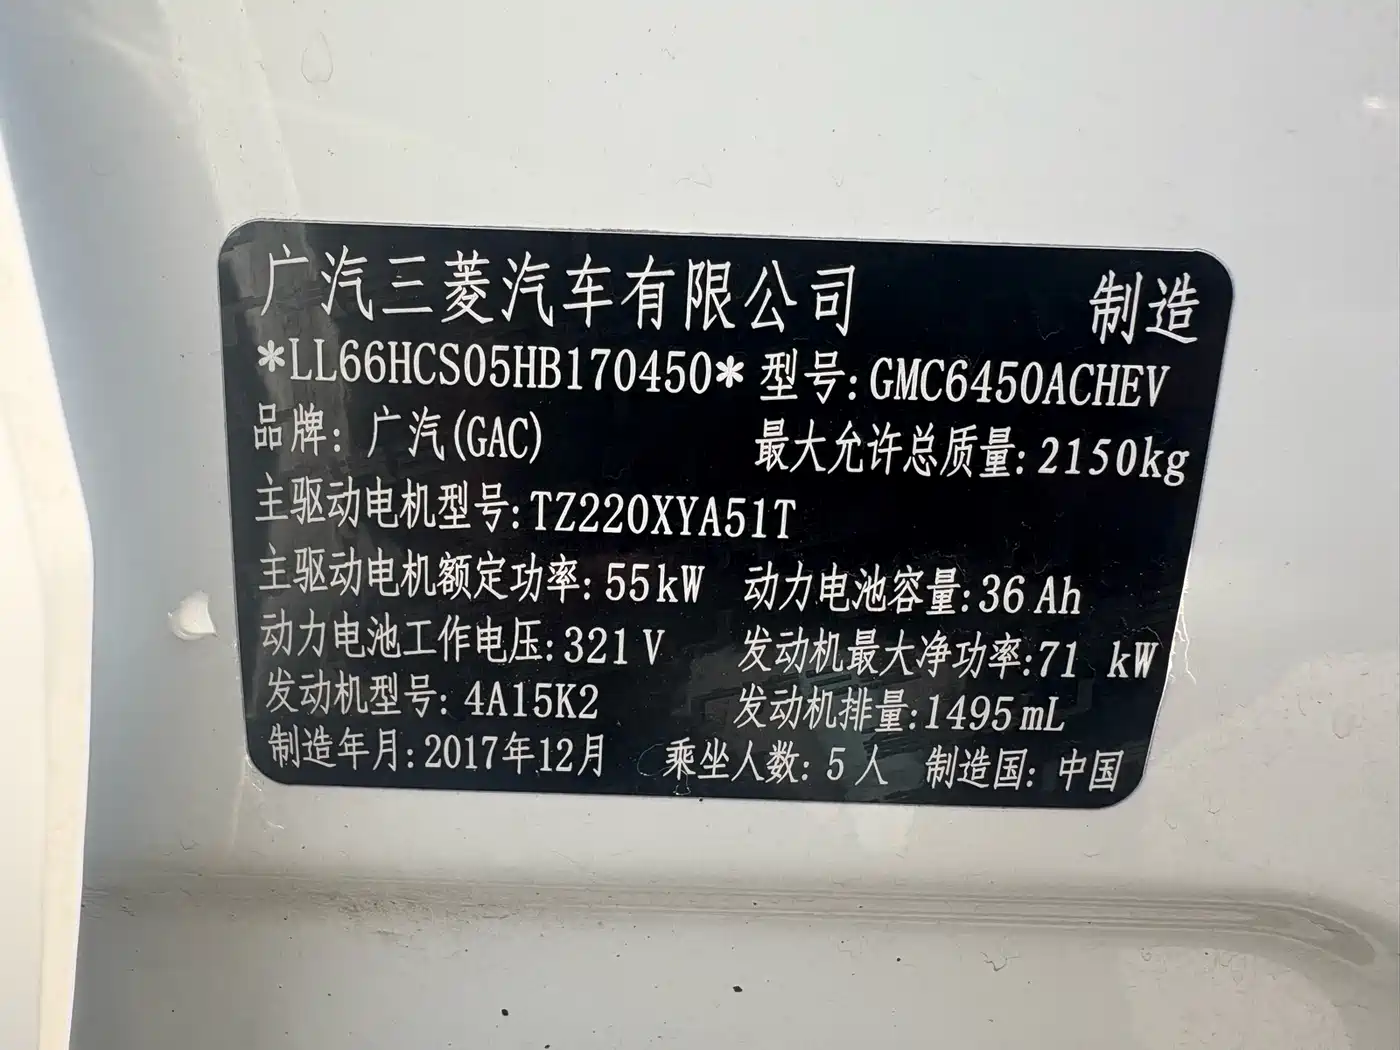 广汽三菱汽车有限公司 制造
*LL66HCS05HB170450* 型号:GMC6450ACHEV
品牌: 广汽(GAC) 最大允许总质量:2150kg
主驱动电机型号:TZ220XYA51T
主驱动电机额定功率:55kW 动力电池容量:36Ah
动力电池工作电压:321V 发动机最大净功率:71 kW
发动机型号: 4A15K2 发动机排量:1495mL
制造年月:2017年12月 乘坐人数: 5人 制造国: 中国